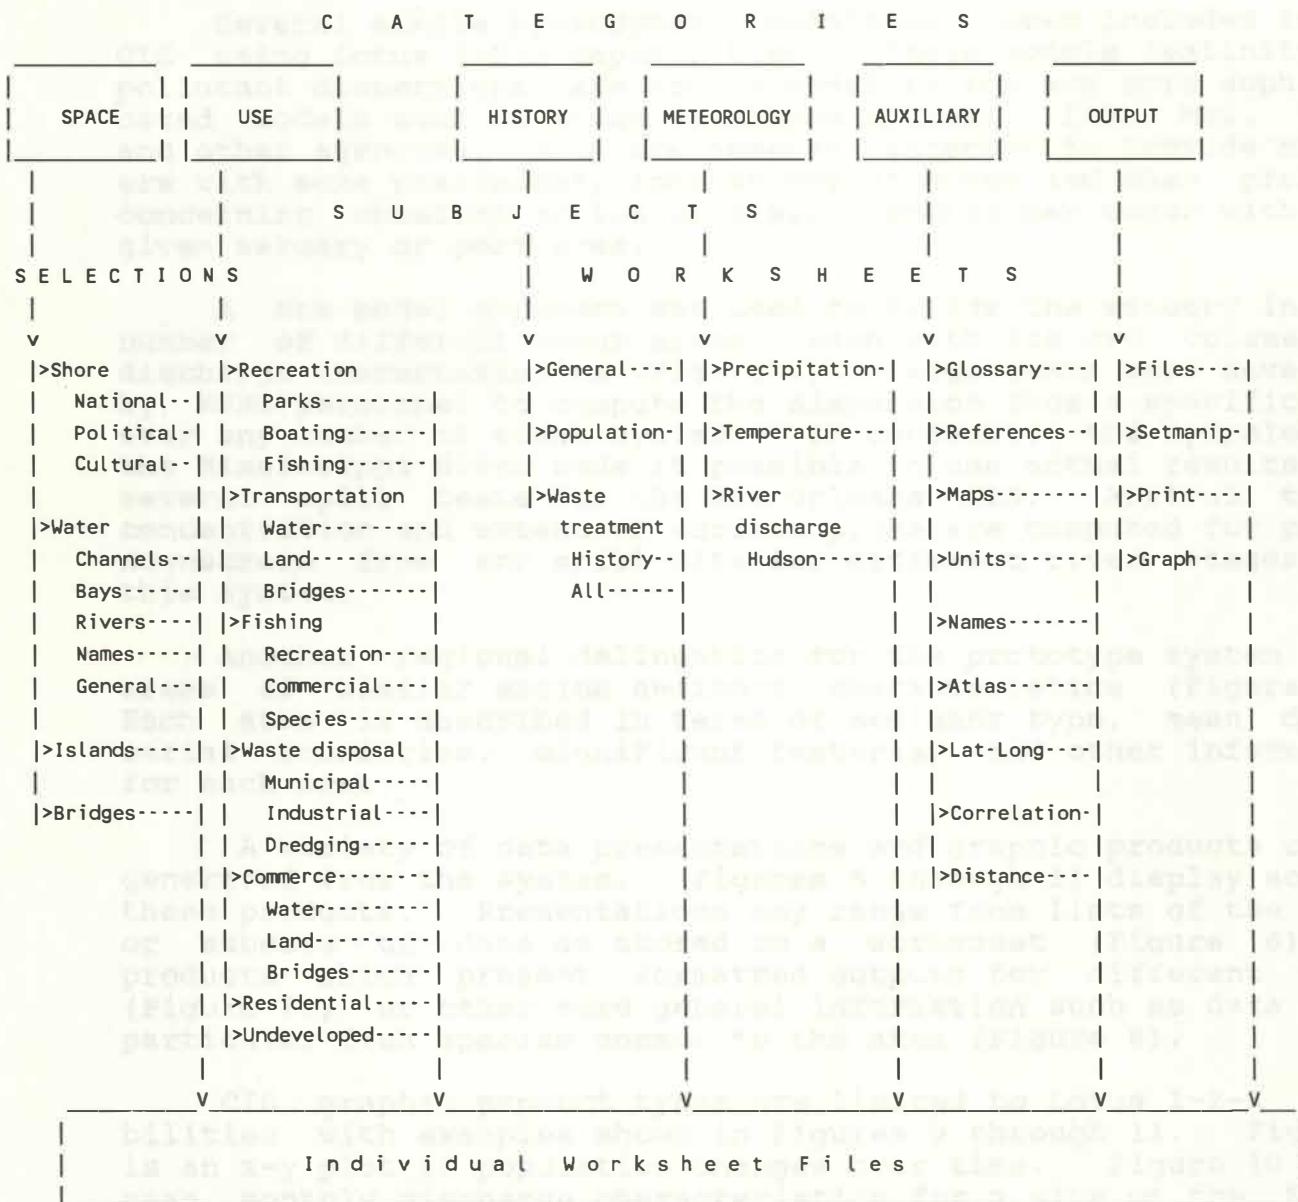 C A T E G O R I E S
SPACE USE HISTORY METEOROLOGY AUXILIARY OUTPUT
S U B J E C T S
S E L E C T I O N S W O R K S H E E T S
>Shore >Recreation >General---- >Precipitation- >Glossary---- >Files----
National-- Parks--------
Political- Boating------- >Population- >Temperature--- >References-- >Setmanip-
Cultural- Fishing------
>Transportation >Waste >River >Maps-------- >Print----
>Water Water-------- treatment discharge
Channels-- Land--------- History-- Hudson------ >Units------- >Graph----
Bays------ Bridges------- All------
Rivers---- >Fishing >Names-------
Names----- Recreation----
General--- Commercial---- >Atlas-------
Species------
>Islands---- >Waste disposal >Lat-Long----
Municipal-----
>Bridges----- Industrial---- >Correlation-
Dredging------
>Commerce------- >Distance----
Water--------
Land---------
Bridges-------
>Residential-----
>Undeveloped-----
I n d i v i d u a l W o r k s h e e t F i l e s